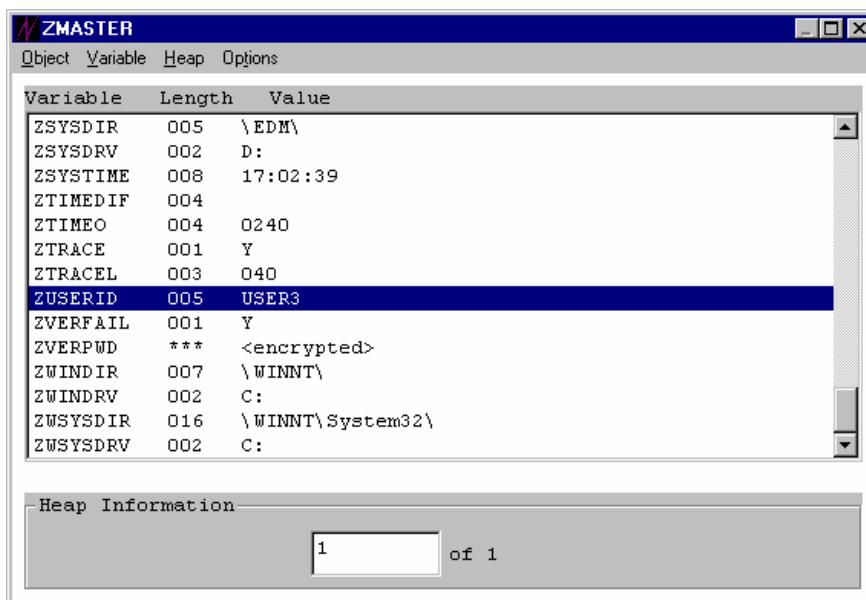 ZMASTER
Object Variable Heap Options
Variable Length Value
ZSYSDIR 005 \EDM\
ZSYSDRV 002 D:
ZSYSTIME 008 17:02:39
ZTIMEDIF 004
ZTIMEO 004 0240
ZTRACE 001 Y
ZTRACEL 003 040
ZUSERID 005 USER3
ZVERFAIL 001 Y
ZVERPWD *** <encrypted>
ZWINDIR 007 \WINNT\
ZWINDRV 002 C:
ZWSYSDIR 016 \WINNT\System32\
ZWSYSDRV 002 C:
Heap Information
1 of 1